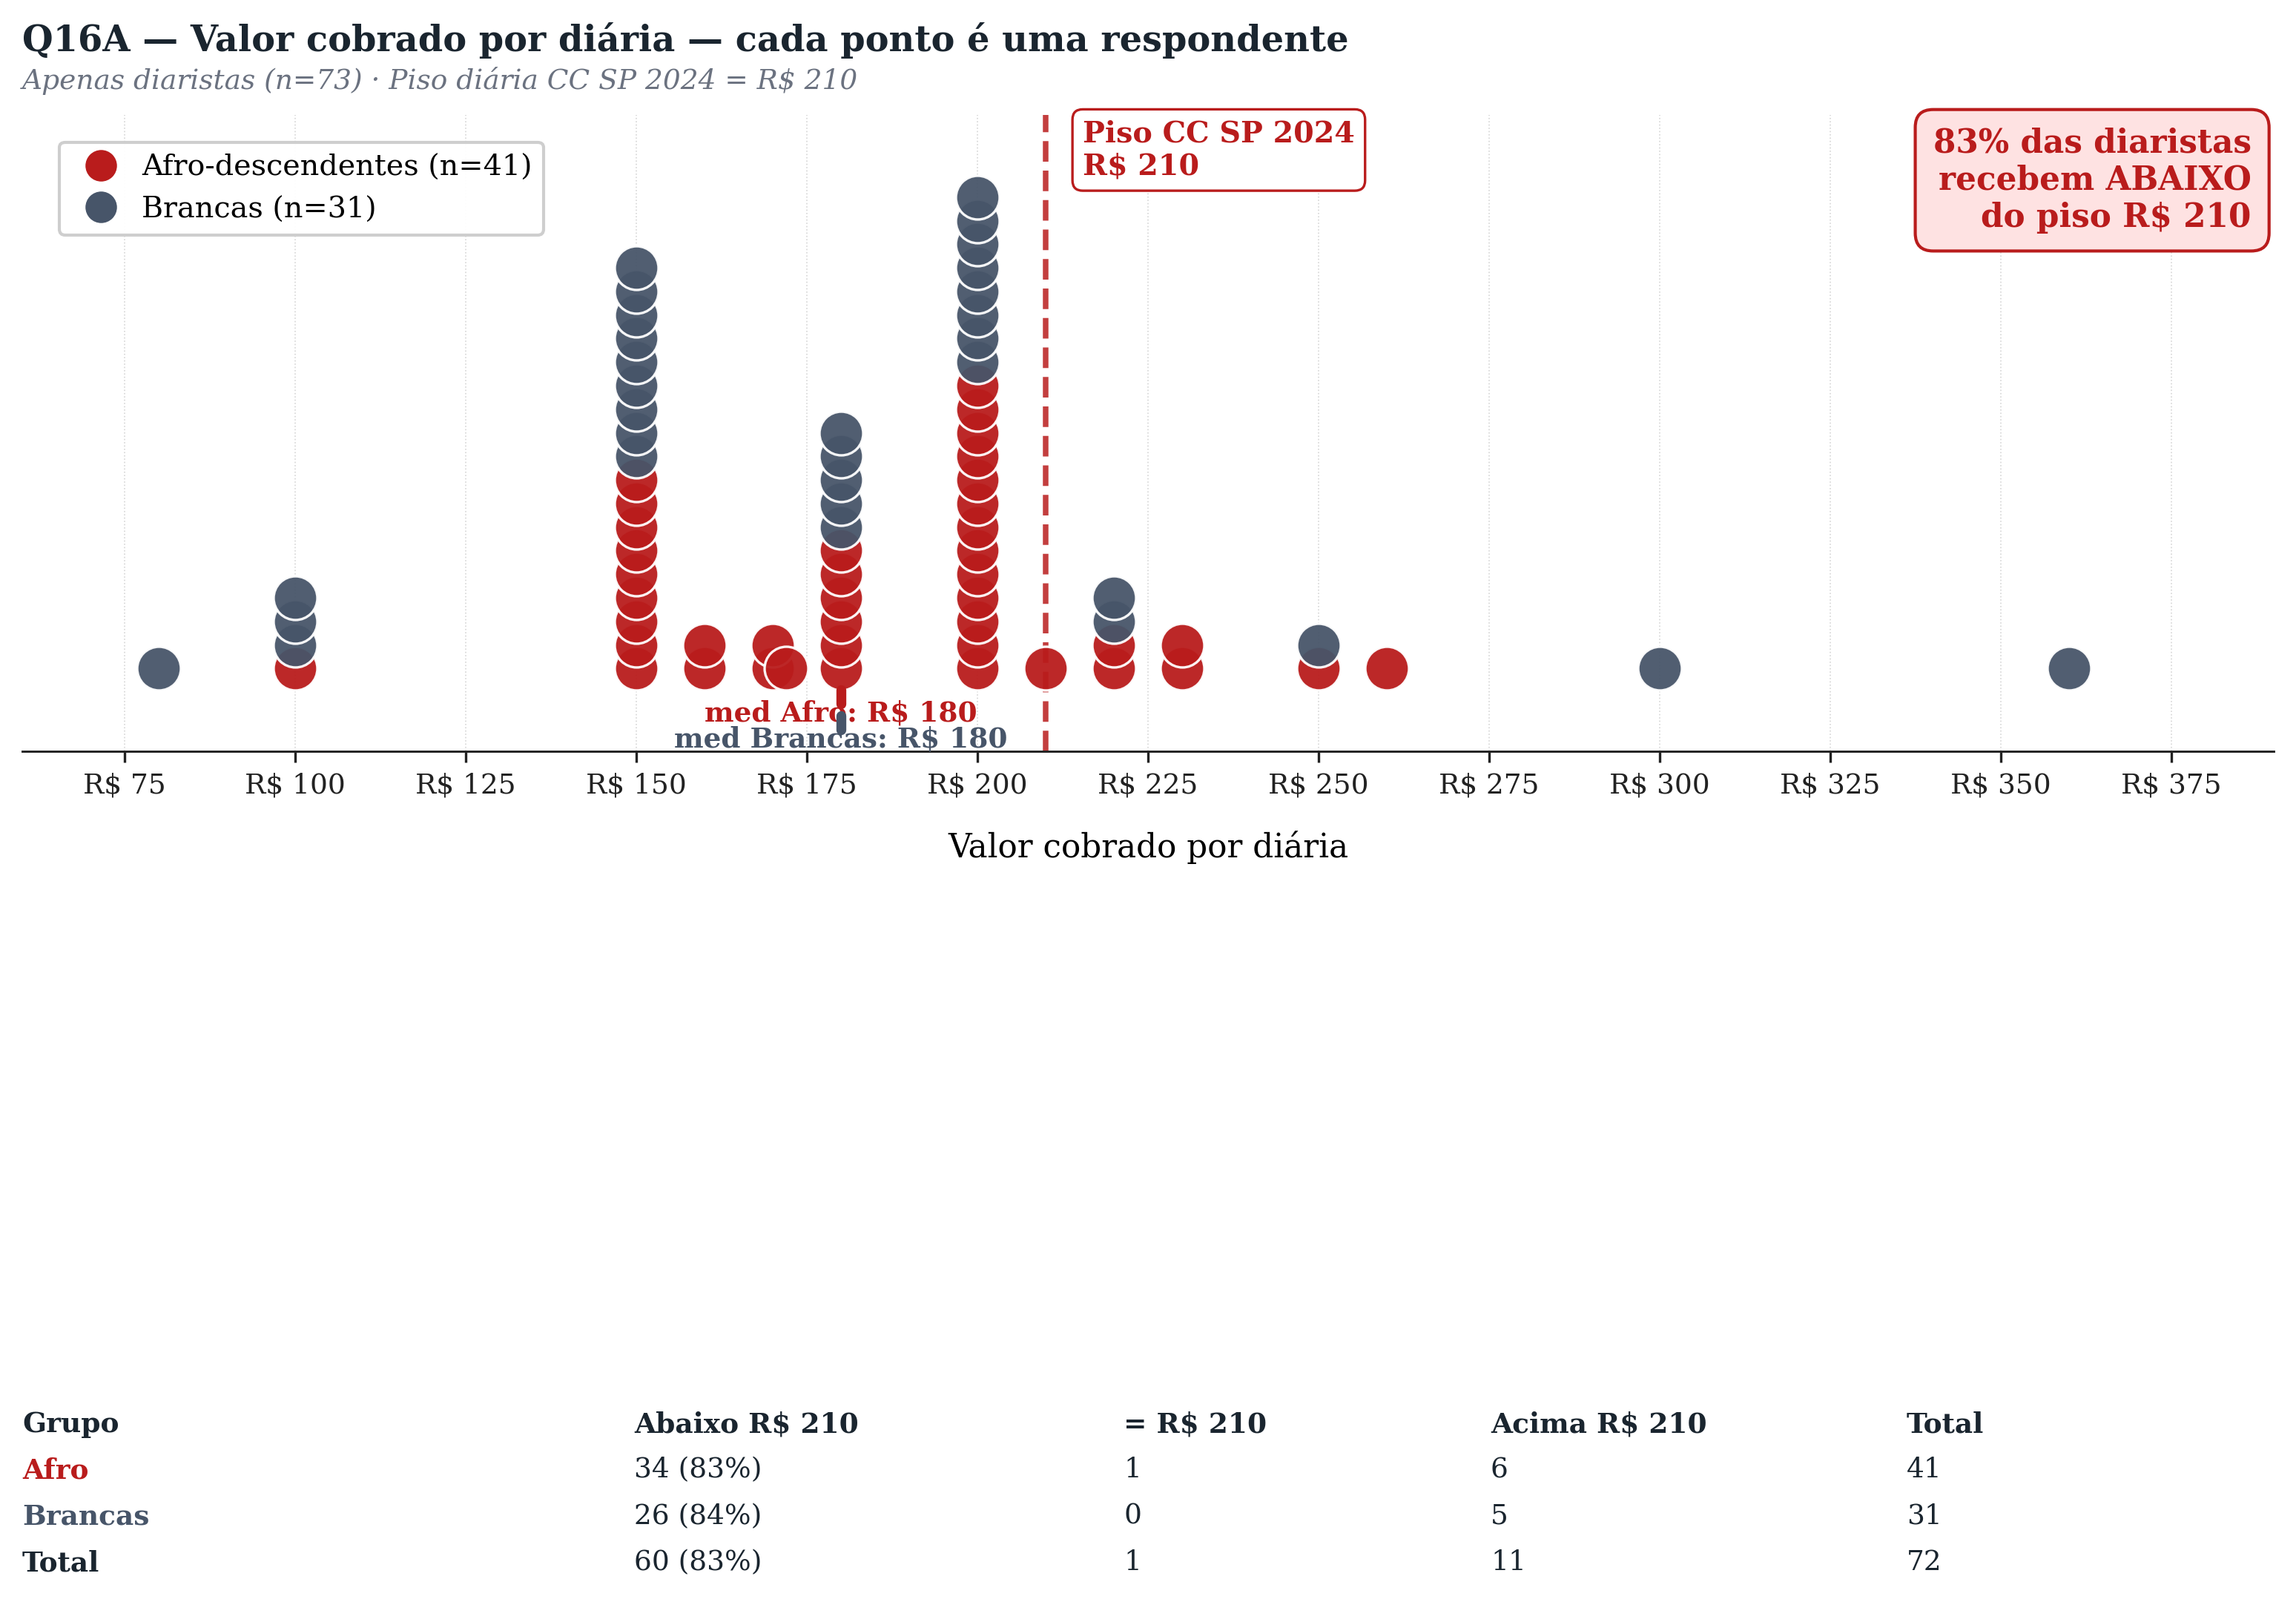 Q16A — Valor cobrado por diária — cada ponto é uma respondente
Apenas diaristas (n=73) · Piso diária CC SP 2024 = R$ 210
Piso CC SP 2024
R$ 210
83% das diaristas
recebem ABAIXO
do piso R$ 210
Afro-descendentes (n=41)
Brancas (n=31)
med Afro: R$ 180
med Brancas: R$ 180
R$ 75 R$ 100 R$ 125 R$ 150 R$ 175 R$ 200 R$ 225 R$ 250 R$ 275 R$ 300 R$ 325 R$ 350 R$ 375
Valor cobrado por diária
Grupo Abaixo R$ 210 = R$ 210 Acima R$ 210 Total
Afro 34 (83%) 1 6 41
Brancas 26 (84%) 0 5 31
Total 60 (83%) 1 11 72